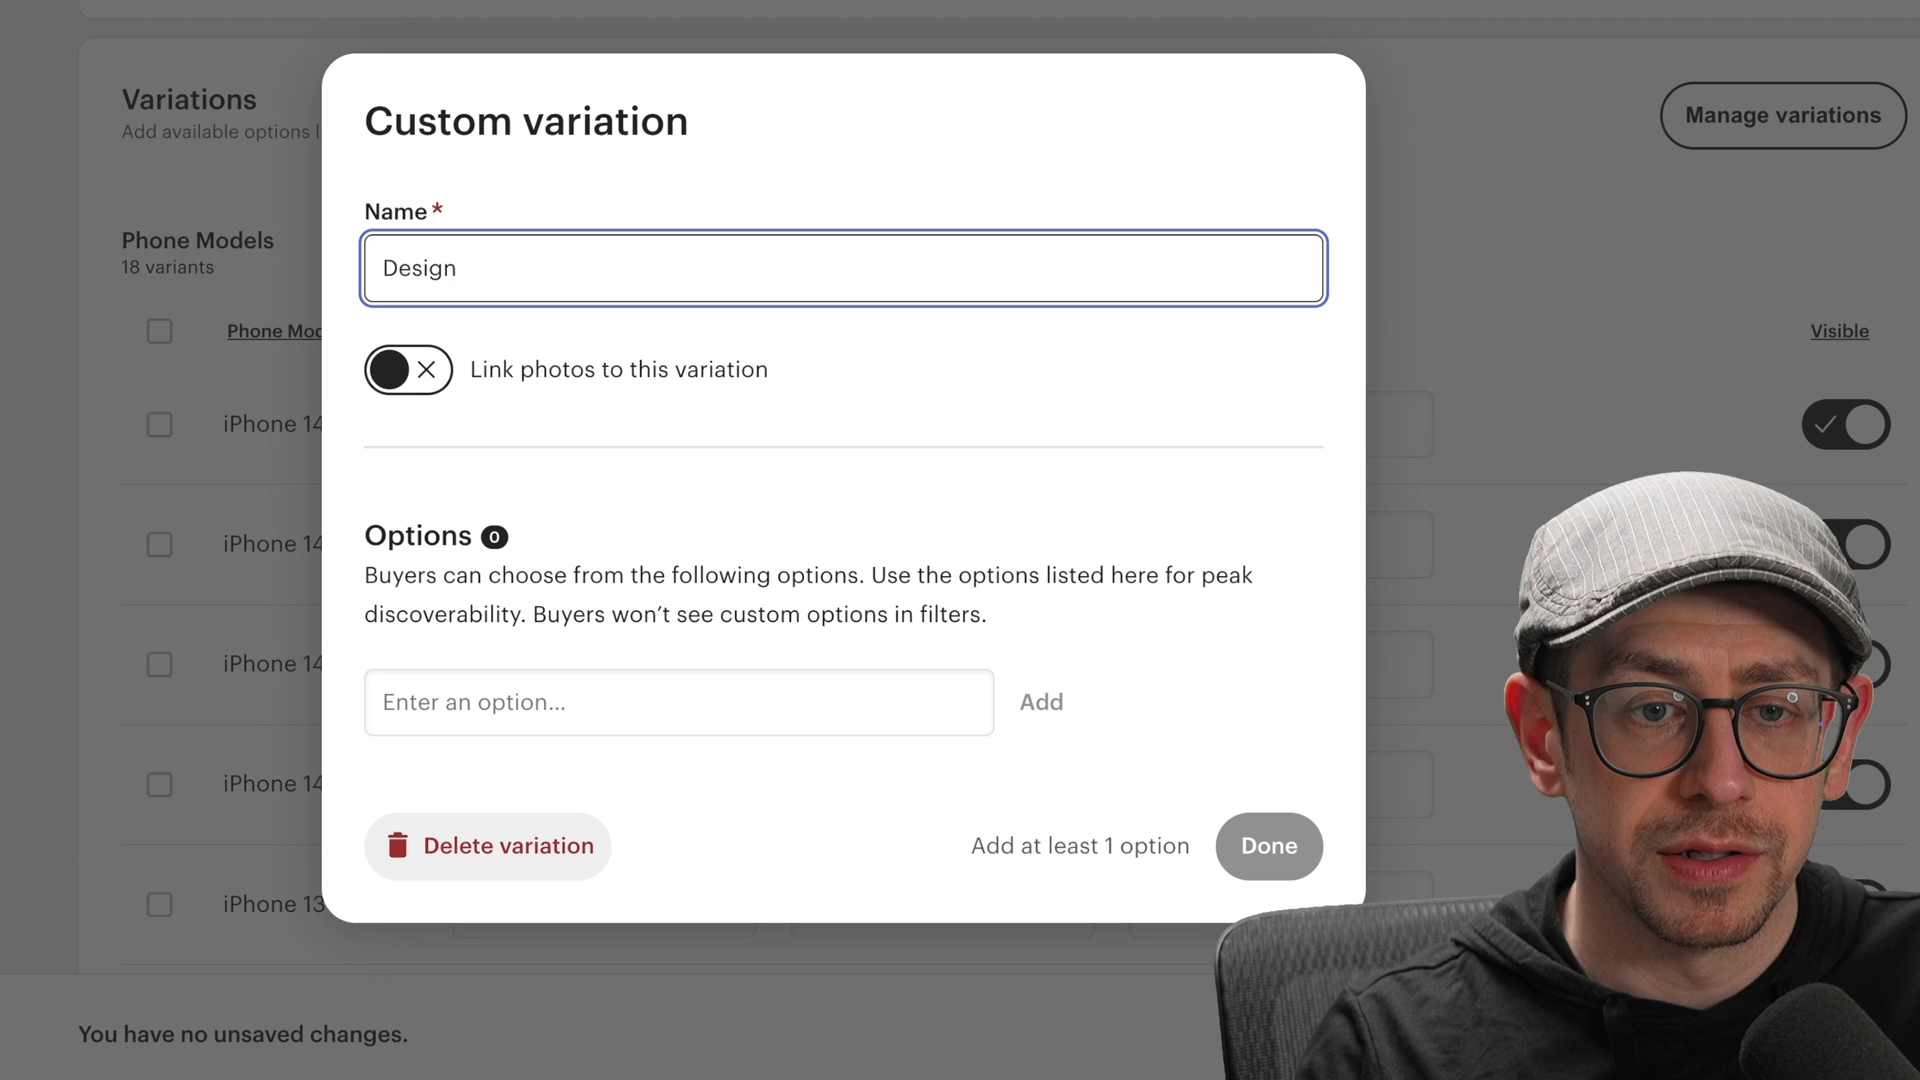 Variations
Add available options l
Manage variations
Phone Models
18 variants
Phone Mod
Visible
iPhone 14
iPhone 14
iPhone 14
iPhone 14
iPhone 13
Custom variation
Name*
Design
Link photos to this variation
Options 0
Buyers can choose from the following options. Use the options listed here for peak
discoverability. Buyers won’t see custom options in filters.
Enter an option...
Add
Delete variation
Add at least 1 option
Done
You have no unsaved changes.